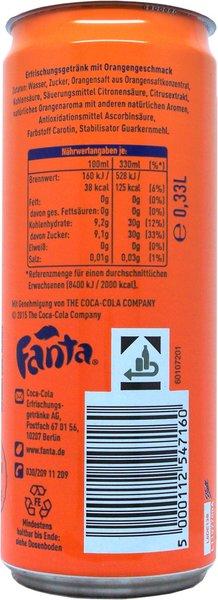 Erfrischungsgetränk mit Orangengeschmack
Zutaten: Wasser, Zucker, Orangensaft aus Orangensaftkonzentrat,
Kohlensäure, Säuerungsmittel Citronensäure, Citrusextrakt,
natürliches Orangenaroma mit anderen natürlichen Aromen,
Antioxidationsmittel Ascorbinsäure,
Farbstoff Carotin, Stabilisator Guarkernmehl.
Nährwertangaben je:
100ml 330ml (%*)
Brennwert: 160 kJ / 528 kJ /
38 kcal 125 kcal (6%)
Fett: 0g 0g (0%)
davon ges. Fettsäuren: 0g 0g (0%)
Kohlenhydrate: 9,2g 30g (12%)
davon Zucker: 9,1g 30g (33%)
Eiweiß: 0g 0g (0%)
Salz: 0,01g 0,03g (1%)
*Referenzmenge für einen durchschnittlichen
Erwachsenen (8400 kJ / 2000 kcal).
e 0,33L
Mit Genehmigung von THE COCA-COLA COMPANY
© 2015 The Coca-Cola Company
Fanta®
Coca-Cola
Erfrischungs-
getränke AG,
Postfach 67 01 56,
10207 Berlin
www.fanta.de
030/209 11 209
FE
Mindestens
haltbar bis Ende:
siehe Dosenboden
60107201
5 000112 547160